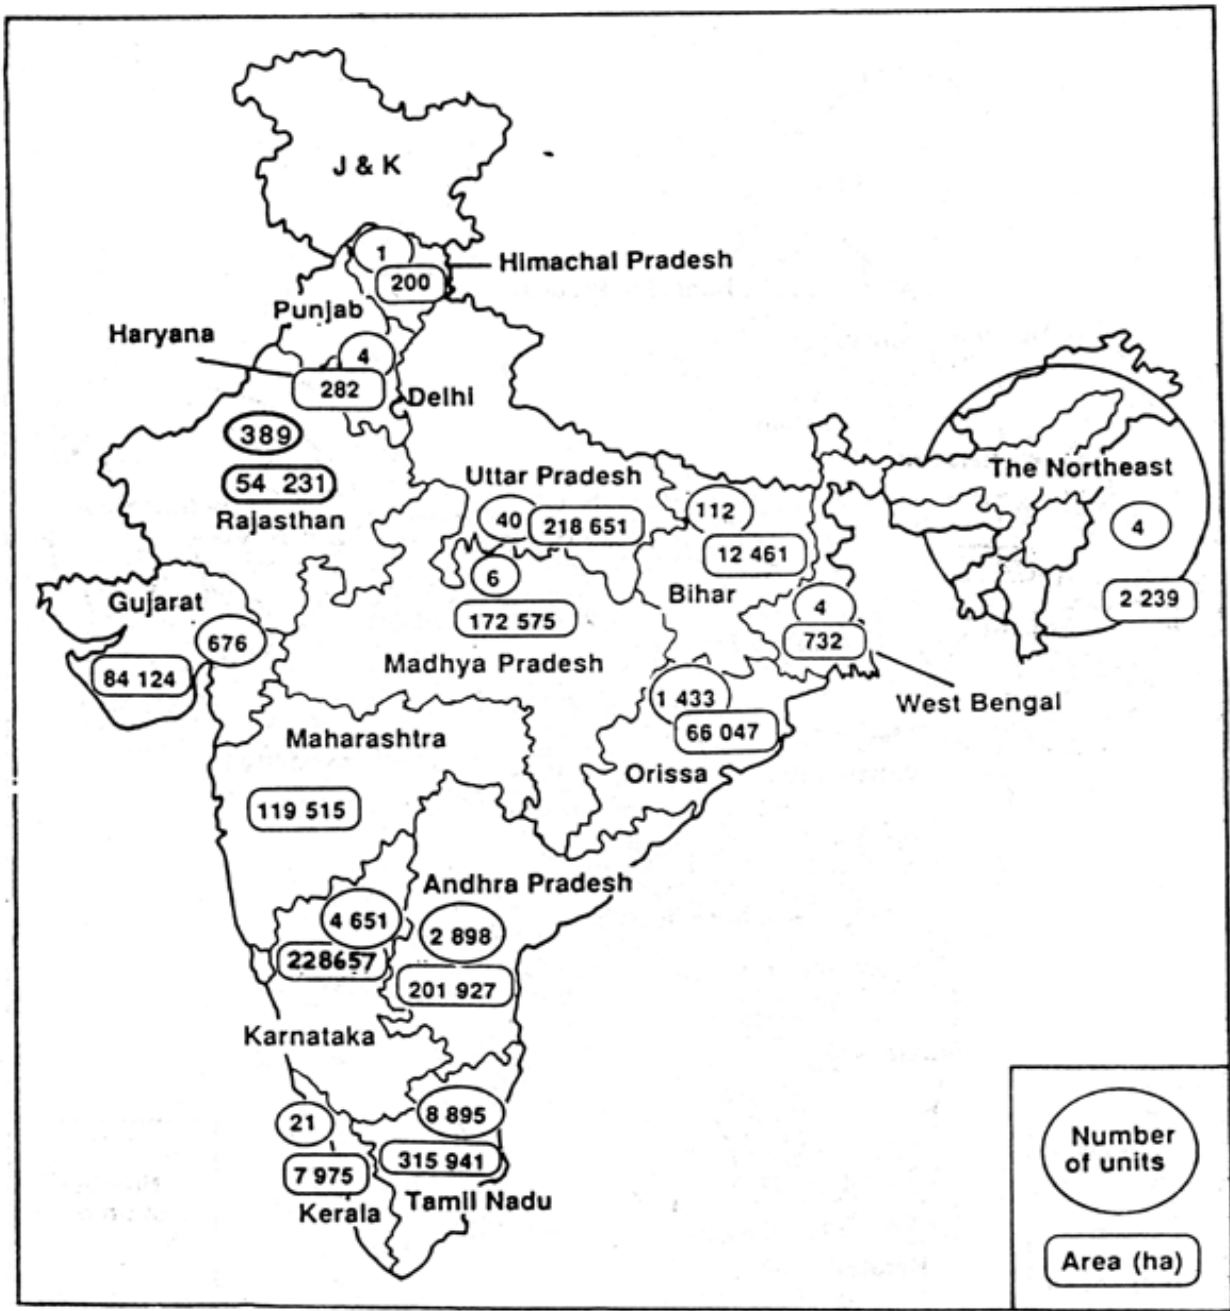 J & K
1
Himachal Pradesh
200
Punjab
Haryana
4
282
Delhi
389
54 231
Rajasthan
Uttar Pradesh
40
218 651
112
12 461
Bihar
The Northeast
4
2 239
6
172 575
Madhya Pradesh
Gujarat
676
84 124
4
732
West Bengal
1 433
66 047
Orissa
Maharashtra
119 515
Andhra Pradesh
4 651
228657
2 898
201 927
Karnataka
21
7 975
Kerala
8 895
315 941
Tamil Nadu
Number
of units
Area (ha)